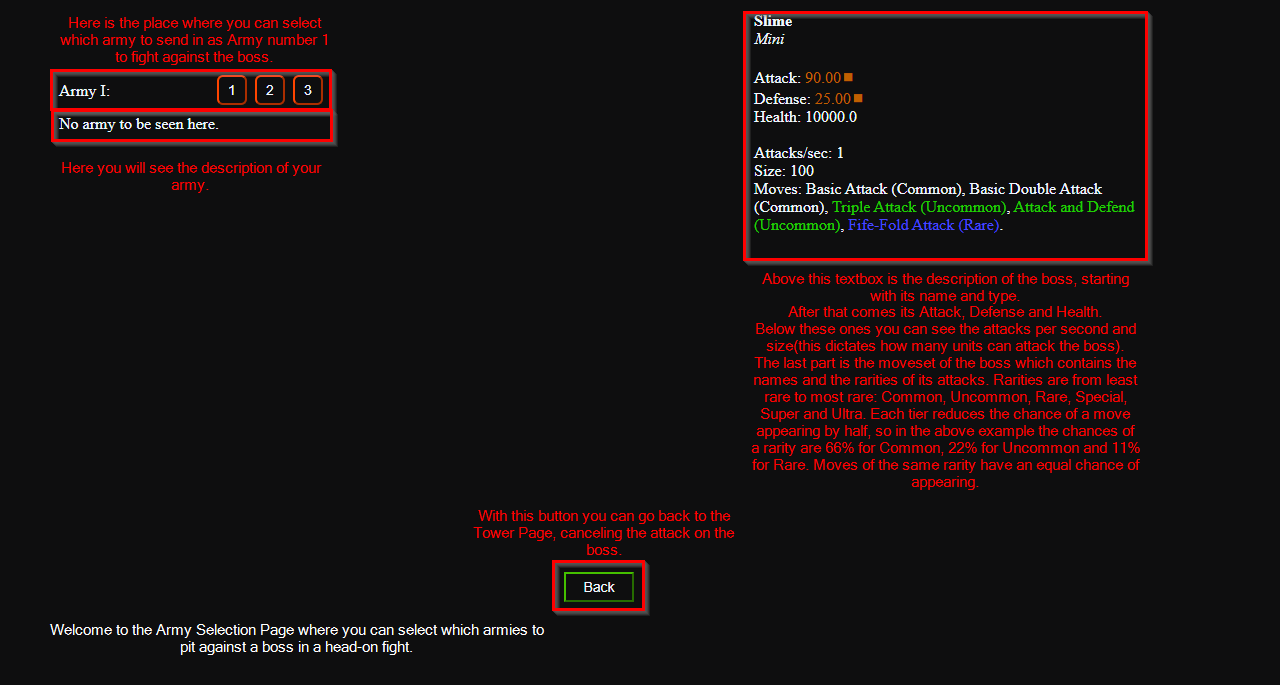 Here is the place where you can select
which army to send in as Army number 1
to fight against the boss.
Army I: 1 2 3
No army to be seen here.
Here you will see the description of your
army.
Slime
Mini
Attack: 90.00
Defense: 25.00
Health: 10000.0
Attacks/sec: 1
Size: 100
Moves: Basic Attack (Common), Basic Double Attack
(Common), Triple Attack (Uncommon), Attack and Defend
(Uncommon), Fife-Fold Attack (Rare).
Above this textbox is the description of the boss, starting
with its name and type.
After that comes its Attack, Defense and Health.
Below these ones you can see the attacks per second and
size(this dictates how many units can attack the boss).
The last part is the moveset of the boss which contains the
names and the rarities of its attacks. Rarities are from least
rare to most rare: Common, Uncommon, Rare, Special,
Super and Ultra. Each tier reduces the chance of a move
appearing by half, so in the above example the chances of
a rarity are 66% for Common, 22% for Uncommon and 11%
for Rare. Moves of the same rarity have an equal chance of
appearing.
With this button you can go back to the
Tower Page, canceling the attack on the
boss.
Back
Welcome to the Army Selection Page where you can select which armies to
pit against a boss in a head-on fight.